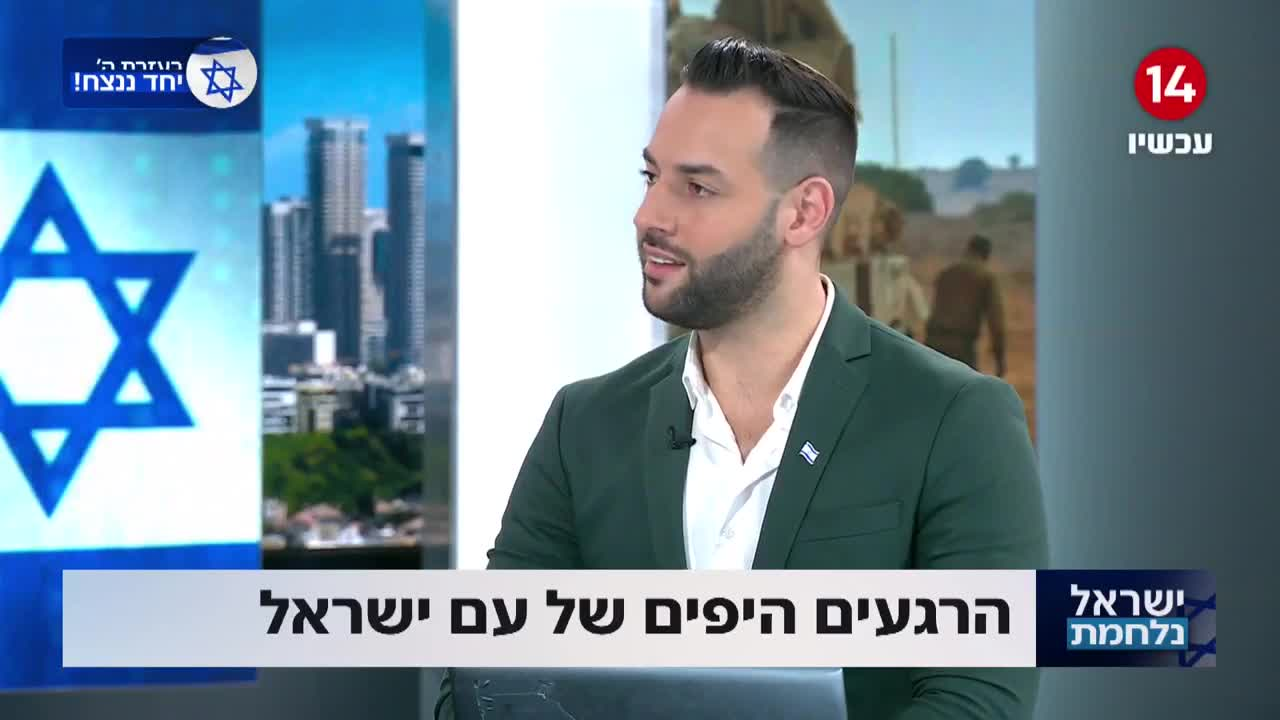 בעזרת ה'
יחד ננצח!
14
עכשיו
הרגעים היפים של עם ישראל
ישראל
נלחמת